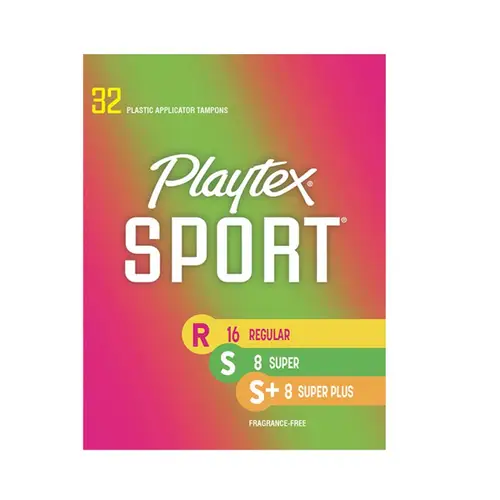 32 PLASTIC APPLICATOR TAMPONS
Playtex®
SPORT®
R 16 REGULAR
S 8 SUPER
S+ 8 SUPER PLUS
FRAGRANCE-FREE